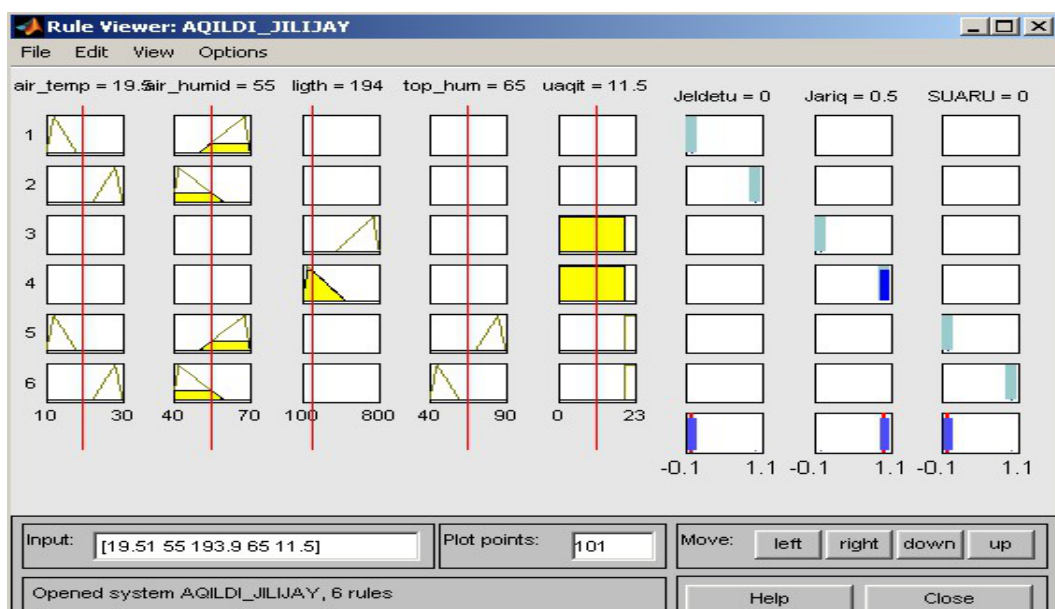 Rule Viewer: AQILDI_JILIJAY
File Edit View Options
air_temp = 19.5 air_humid = 55 ligth = 194 top_hum = 65 uaqit = 11.5
Jeldetu = 0 Jariq = 0.5 SUARU = 0
1
2
3
4
5
6
10 30 40 70 100 800 40 90 0 23
-0.1 1.1 -0.1 1.1 -0.1 1.1
Input: [19.51 55 193.9 65 11.5] Plot points: 101 Move: left right down up
Opened system AQILDI_JILIJAY, 6 rules Help Close